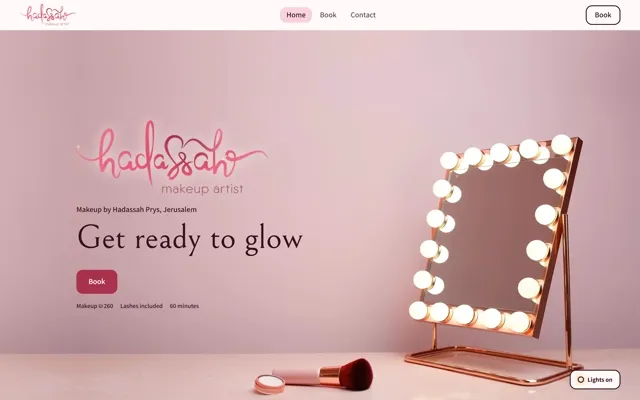 hadassah
makeup artist
Home
Book
Contact
Book
hadassah
makeup artist
Makeup by Hadassah Prys, Jerusalem
Get ready to glow
Book
Makeup ₪ 260
Lashes included
60 minutes
Lights on